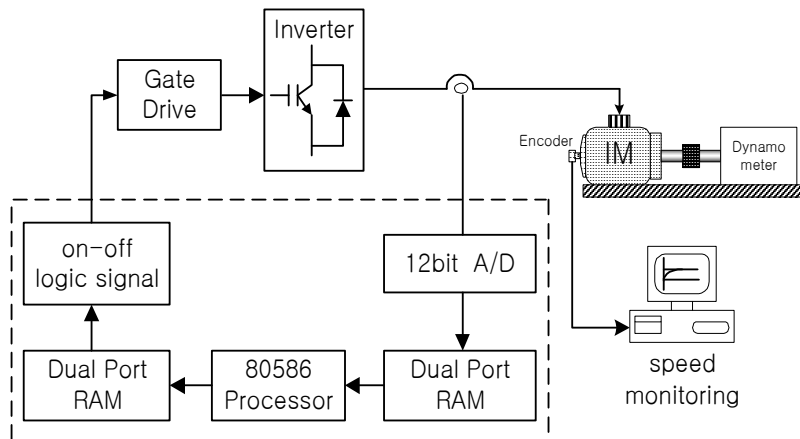 Inverter
Gate
Drive
Encoder
IM
Dynamo
meter
on-off
logic signal
12bit A/D
Dual Port
RAM
80586
Processor
Dual Port
RAM
speed
monitoring